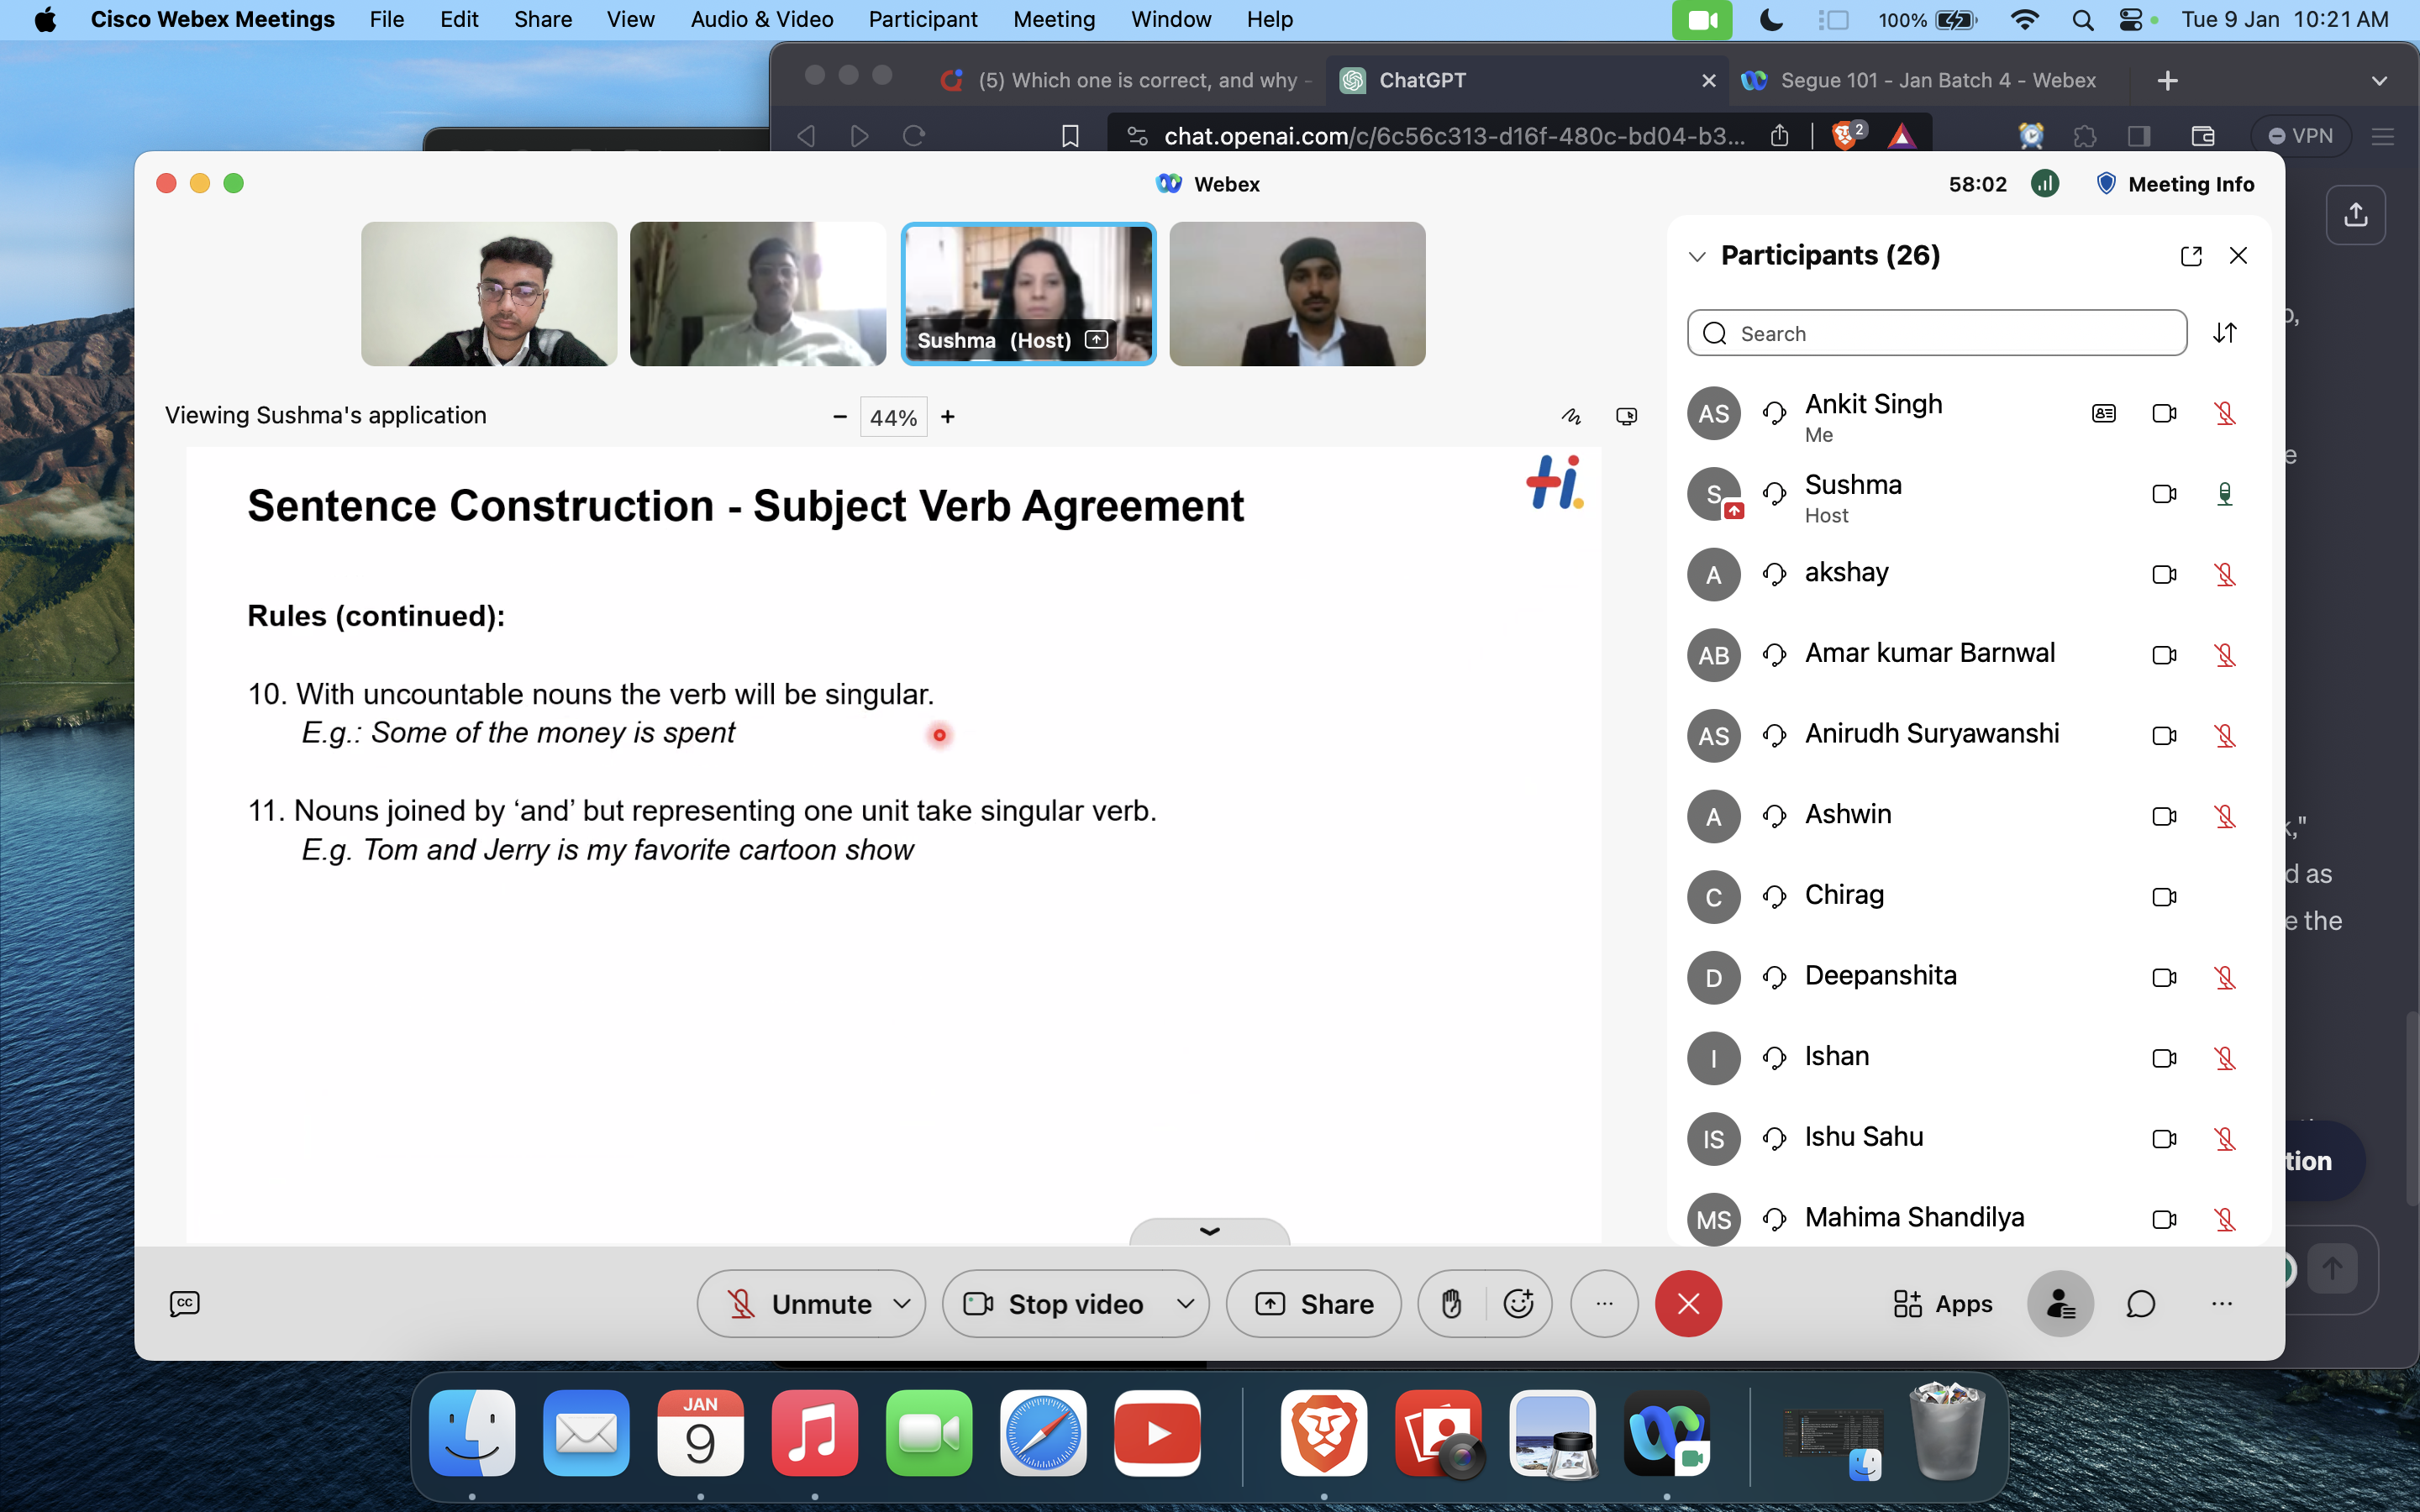 Cisco Webex Meetings File Edit Share View Audio & Video Participant Meeting Window Help 100% Tue 9 Jan 10:21 AM
(5) Which one is correct, and why - ChatGPT Segue 101 - Jan Batch 4 - Webex
chat.openai.com/c/6c56c313-d16f-480c-bd04-b3... 2 VPN
Webex 58:02 Meeting Info
Participants (26)
Search
Sushma (Host)
Viewing Sushma's application 44%
Hi.
Sentence Construction - Subject Verb Agreement
Rules (continued):
10. With uncountable nouns the verb will be singular.
E.g.: Some of the money is spent
11. Nouns joined by ‘and’ but representing one unit take singular verb.
E.g. Tom and Jerry is my favorite cartoon show
AS Ankit Singh
Me
S Sushma
Host
A akshay
AB Amar kumar Barnwal
AS Anirudh Suryawanshi
A Ashwin
C Chirag
D Deepanshita
I Ishan
IS Ishu Sahu
MS Mahima Shandilya
d as
e the
tion
CC Unmute Stop video Share Apps
JAN
9